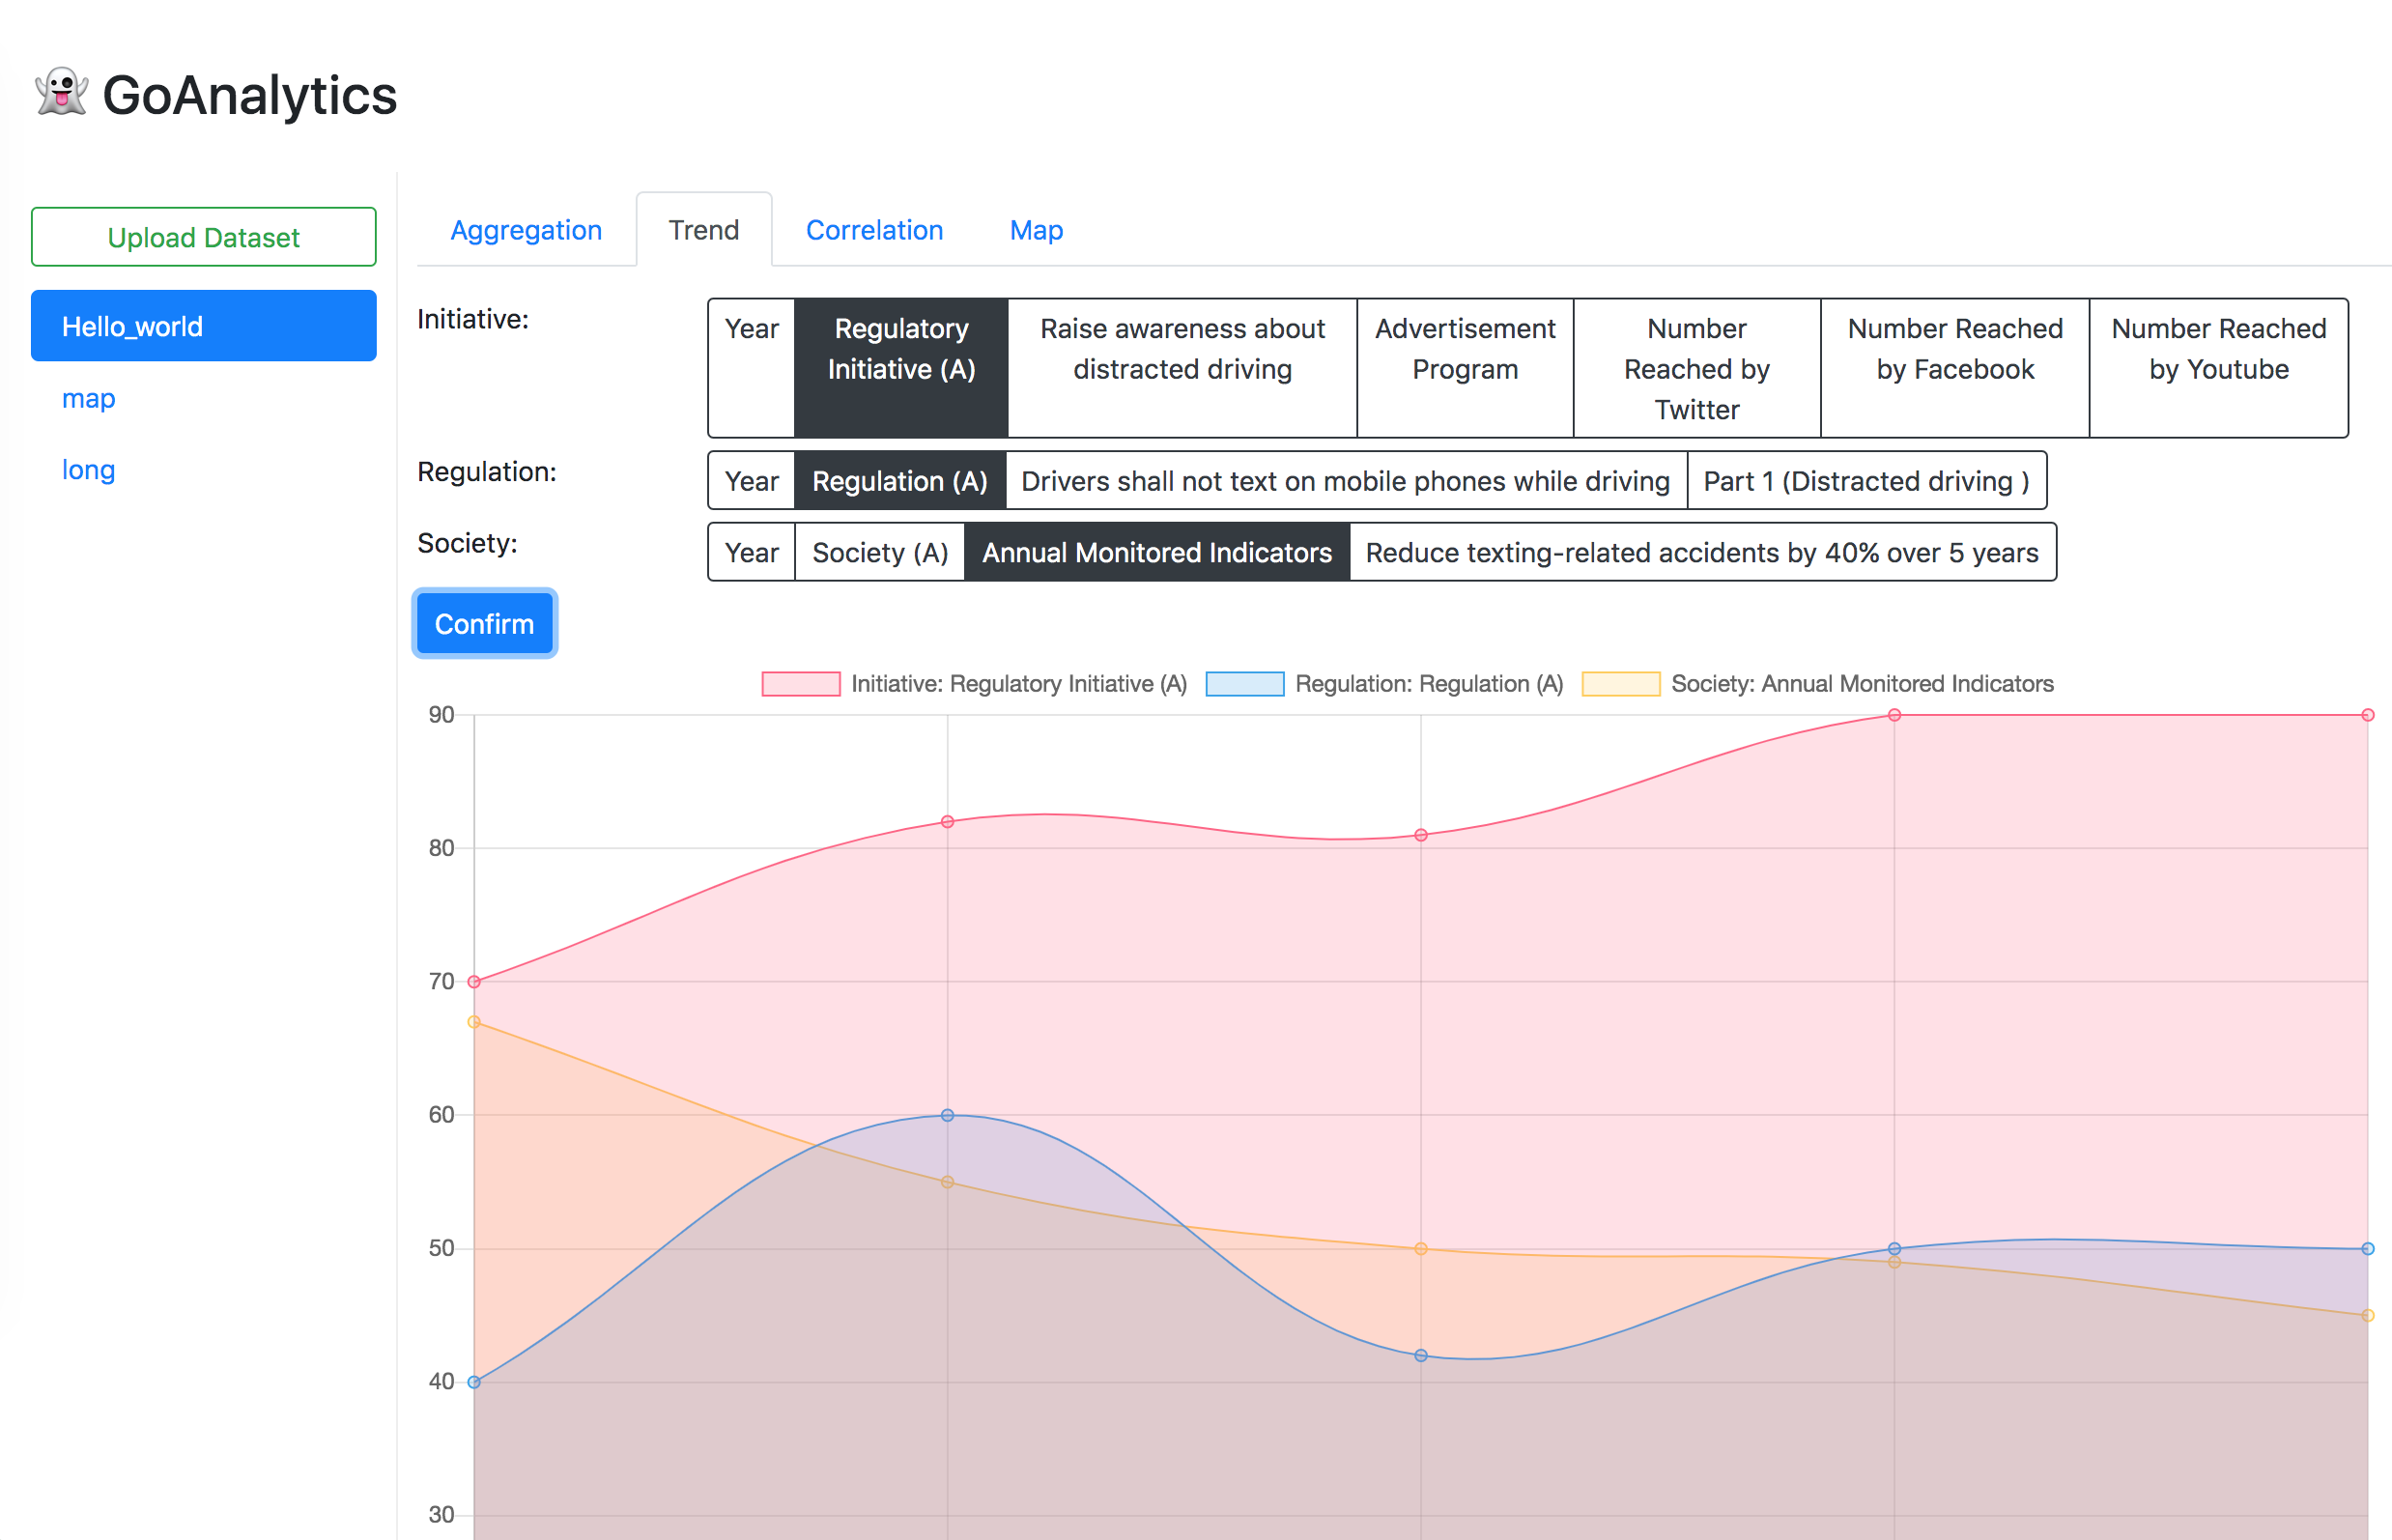 GoAnalytics
Upload Dataset
Hello_world
map
long
Aggregation Trend Correlation Map
Initiative:
Year
Regulatory
Initiative (A)
Raise awareness about
distracted driving
Advertisement
Program
Number
Reached by
Twitter
Number Reached
by Facebook
Number Reached
by Youtube
Regulation:
Year Regulation (A) Drivers shall not text on mobile phones while driving Part 1 (Distracted driving )
Society:
Year Society (A) Annual Monitored Indicators Reduce texting-related accidents by 40% over 5 years
Confirm
Initiative: Regulatory Initiative (A) Regulation: Regulation (A) Society: Annual Monitored Indicators
90
80
70
60
50
40
30